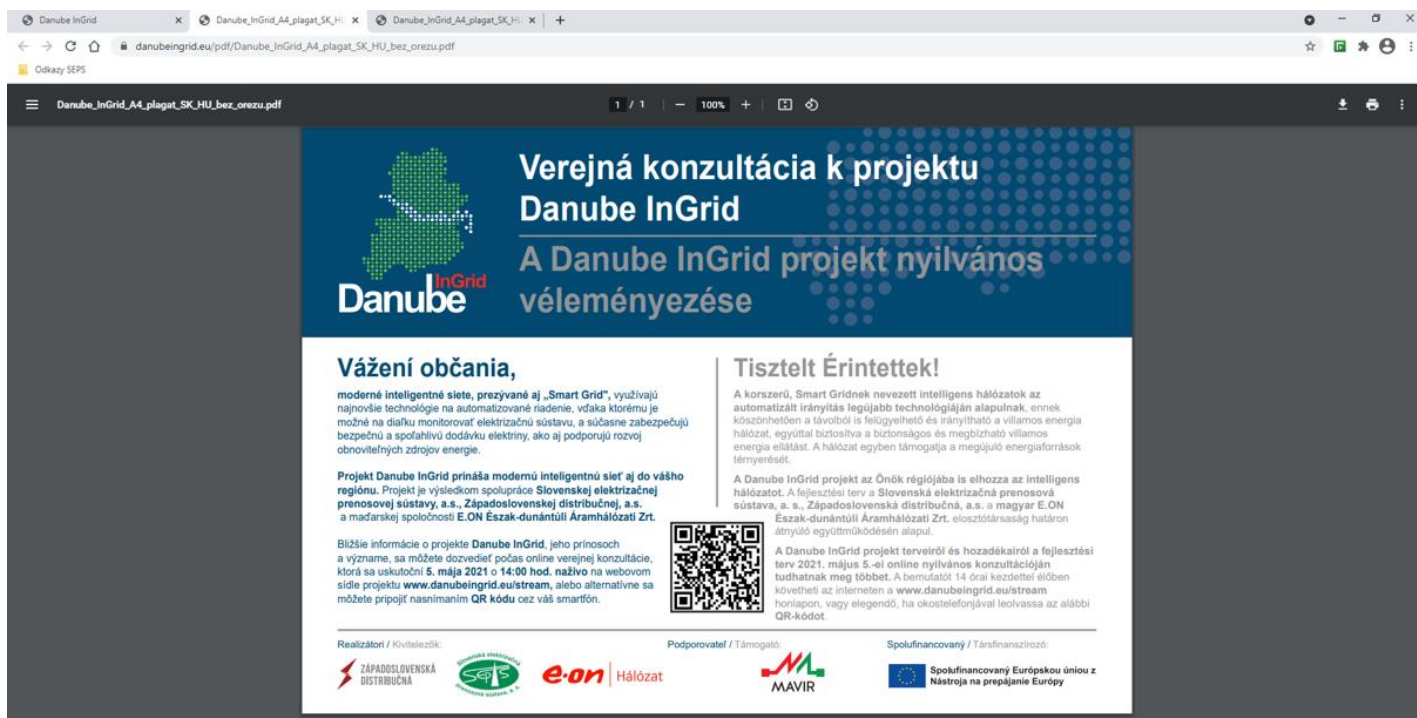 Danube InGrid
Danube_InGrid_A4_plagat_SK_H
Danube_InGrid_A4_plagat_SK_H
danubeingrid.eu/pdf/Danube_InGrid_A4_plagat_SK_HU_bez_orezu.pdf
Odkazy SEPS
Danube_InGrid_A4_plagat_SK_HU_bez_orezu.pdf
1 / 1
100%
Verejná konzultácia k projektu
Danube InGrid
A Danube InGrid projekt nyilvános
véleményezése
InGrid
Danube
Vážení občania,
moderné inteligentné siete, prezývané aj „Smart Grid", využívajú
najnovšie technológie na automatizované riadenie, vďaka ktorému je
možné na diaľku monitorovať elektrizačnú sústavu, a súčasne zabezpečujú
bezpečnú a spoľahlivú dodávku elektriny, ako aj podporujú rozvoj
obnoviteľných zdrojov energie.
Projekt Danube InGrid prináša modernú inteligentnú sieť aj do vášho
regiónu. Projekt je výsledkom spolupráce Slovenskej elektrizačnej
prenosovej sústavy, a.s., Západoslovenskej distribučnej, a.s.
a maďarskej spoločnosti E.ON Észak-dunántúli Áramhálózati Zrt.
Bližšie informácie o projekte Danube InGrid, jeho prínosoch
a význame, sa môžete dozvedieť počas online verejnej konzultácie,
ktorá sa uskutoční 5. mája 2021 o 14:00 hod. naživo na webovom
sídle projektu www.danubeingrid.eu/stream, alebo alternatívne sa
môžete pripojiť nasnímaním QR kódu cez váš smartfón.
Tisztelt Érintettek!
A korszerű, Smart Gridnek nevezett intelligens hálózatok az
automatizált irányítás legújabb technológiáján alapulnak, ennek
köszönhetően a távolból is felügyelhető és irányítható a villamos energia
hálózat, egyúttal biztosítva a biztonságos és megbízható villamos
energia ellátást. A hálózat egyben támogatja a megújuló energiaforrások
térnyerését.
A Danube InGrid projekt az Önök régiójába is elhozza az intelligens
hálózatot. A fejlesztési terv a Slovenská elektrizačná prenosová
sústava, a. s., Západoslovenská distribučná, a.s. a magyar E.ON
Észak-dunántúli Áramhálózati Zrt. elosztótársaság határon
átnyúló együttműködésén alapul.
A Danube InGrid projekt terveiről és hozadékairól a fejlesztési
terv 2021. május 5.-ei online nyilvános konzultációján
tudhatnak meg többet. A bemutatót 14 órai kezdettel élőben
követheti az interneten a www.danubeingrid.eu/stream
honlapon, vagy elegendő, ha okostelefonjával leolvassa az alábbi
QR-kódot.
Realizátori / Kivitelezők:
Podporovateľ / Támogató:
Spolufinancovaný / Társfinanszírozó:
ZÁPADOSLOVENSKÁ
DISTRIBUČNÁ
Slovenská elektrizačná
SEPS
prenosová sústava, a. s.
e·on Hálózat
MAVIR
Spolufinancovaný Európskou úniou z
Nástroja na prepájanie Európy